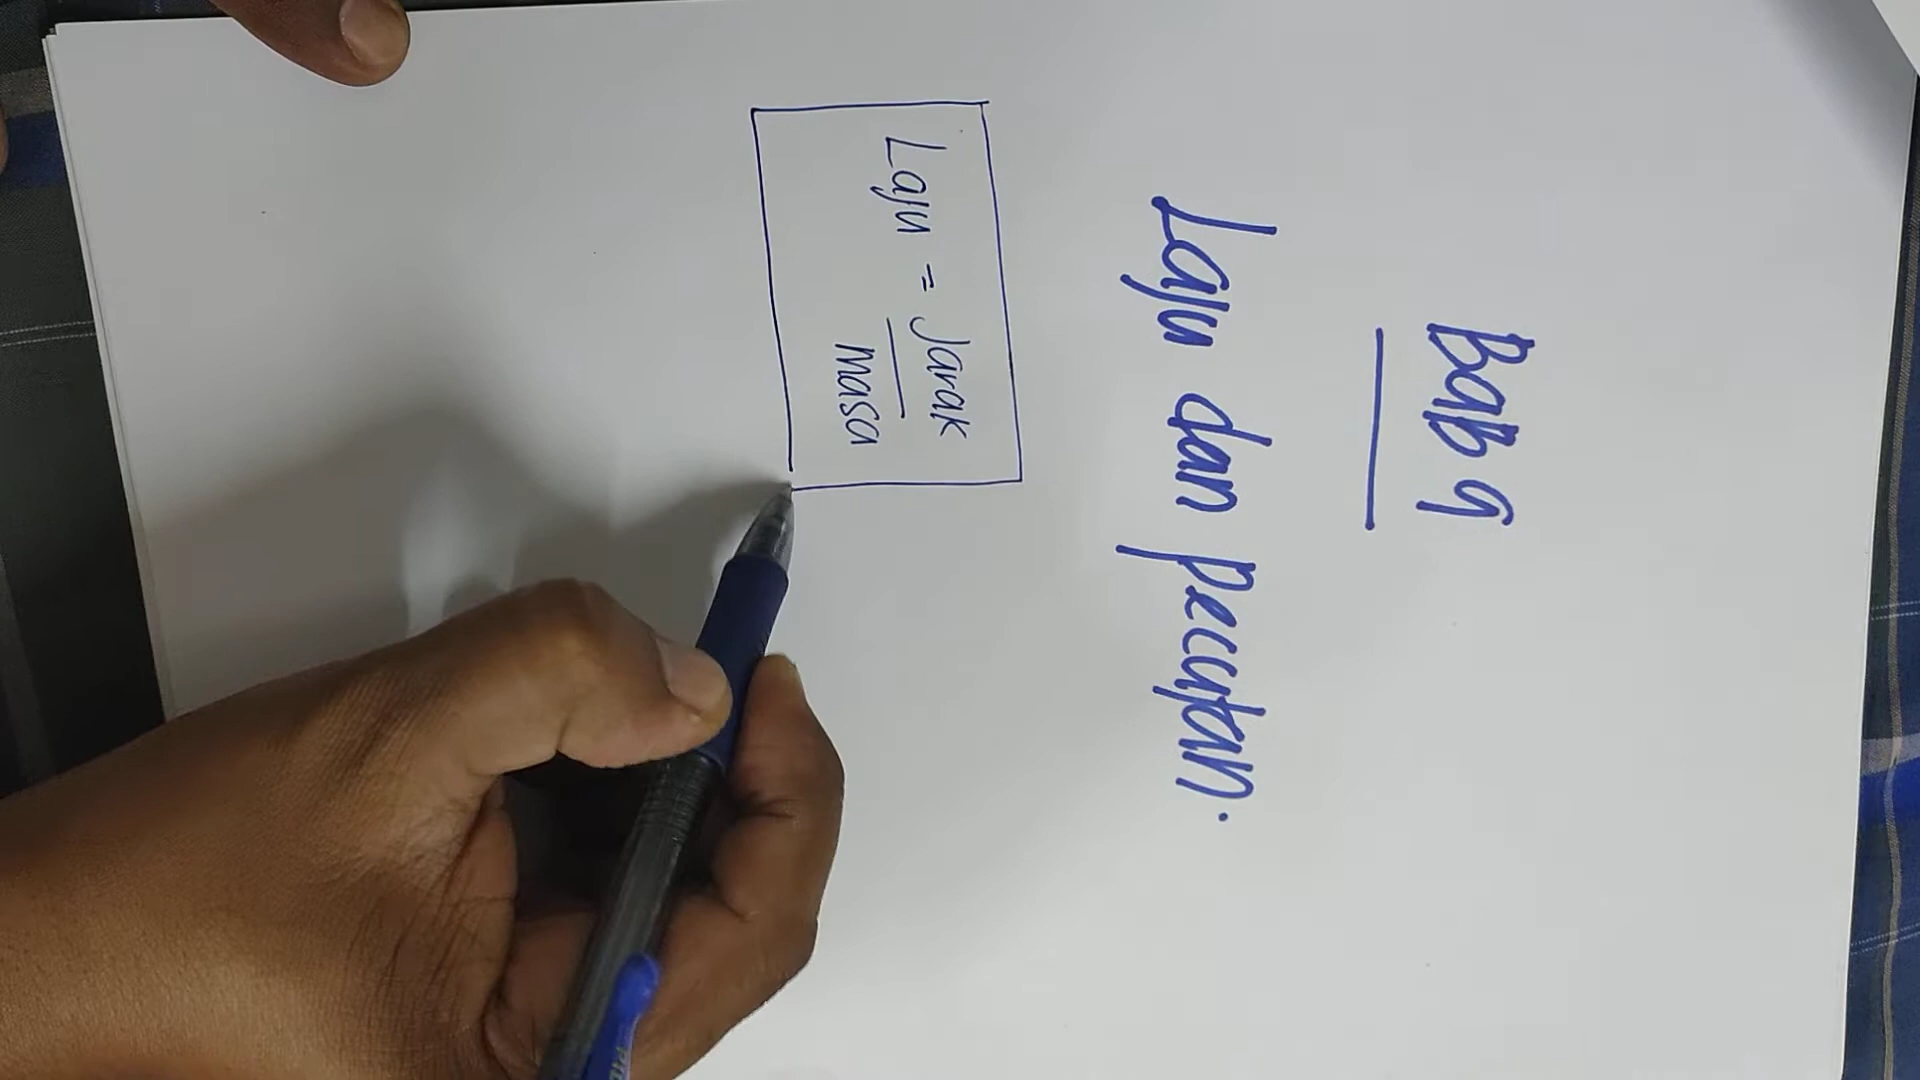 BaB 9
Laju dan pecutan.
Laju = Jarak
masa